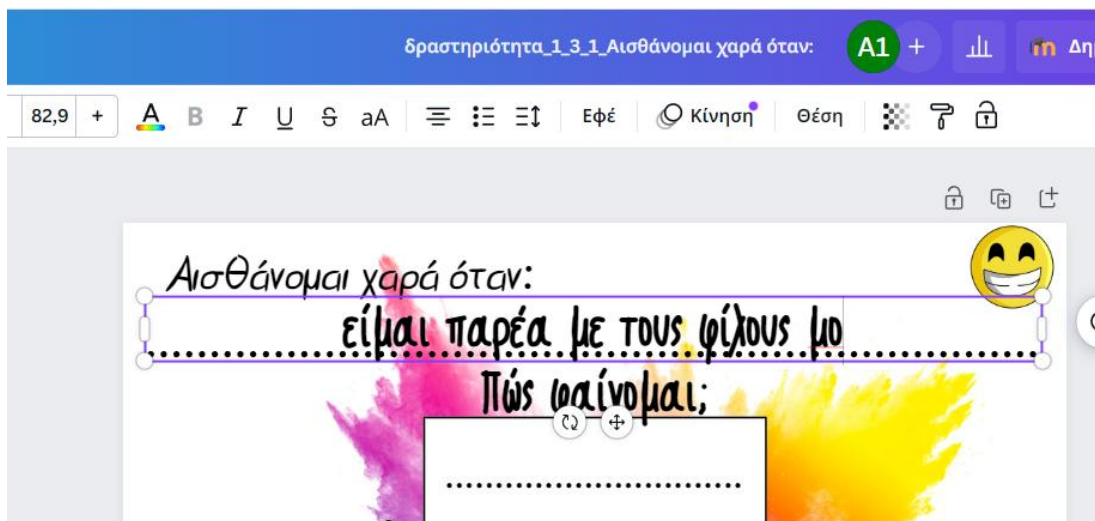 δραστηριότητα_1_3_1_Αισθάνομαι χαρά όταν:
A1 +
82,9 + A B I U S aA Εφέ Κίνηση Θέση
Αισθάνομαι χαρά όταν:
είμαι παρέα με τους φίλους μο
Πώς φαίνομαι;